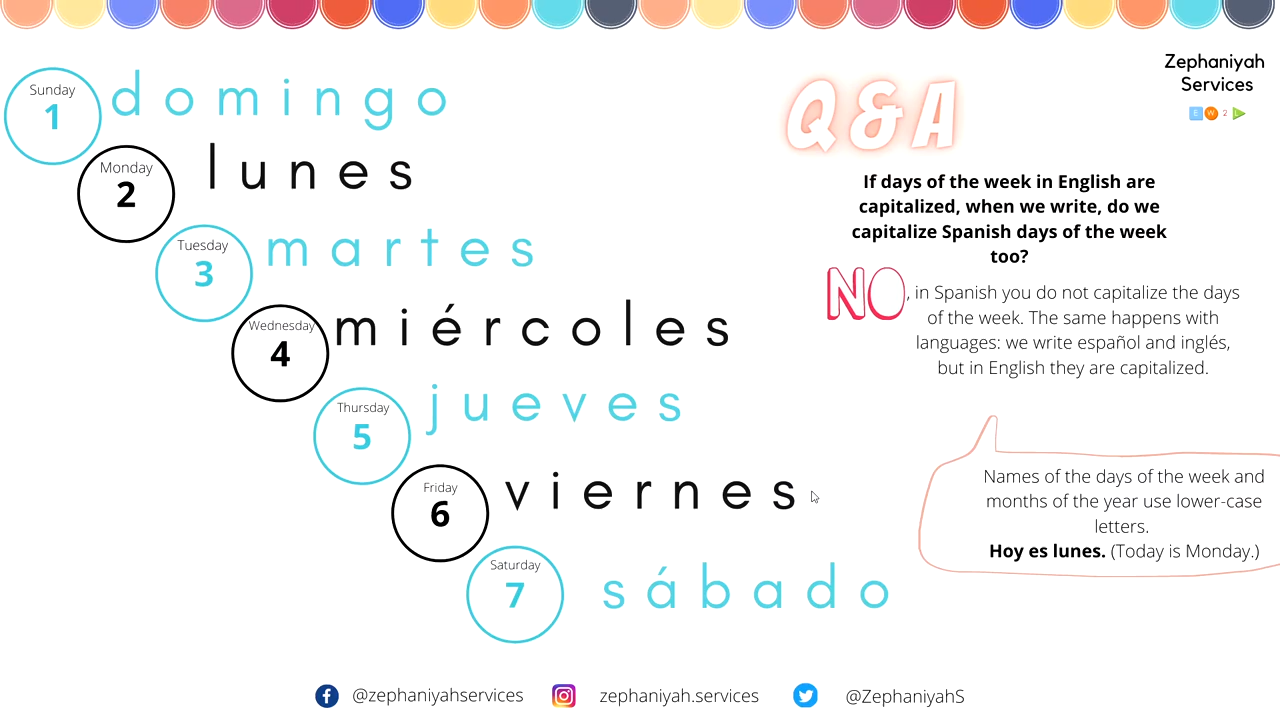 Sunday
1
domingo
Monday
2
lunes
Tuesday
3
martes
Wednesday
4
miércoles
Thursday
5
jueves
Friday
6
viernes
Saturday
7
sábado
Zephaniyah
Services
E W 2 L
Q & A
If days of the week in English are
capitalized, when we write, do we
capitalize Spanish days of the week
too?
NO, in Spanish you do not capitalize the days
of the week. The same happens with
languages: we write español and inglés,
but in English they are capitalized.
Names of the days of the week and
months of the year use lower-case
letters.
Hoy es lunes. (Today is Monday.)
@zephaniyahservices
zephaniyah.services
@ZephaniyahS